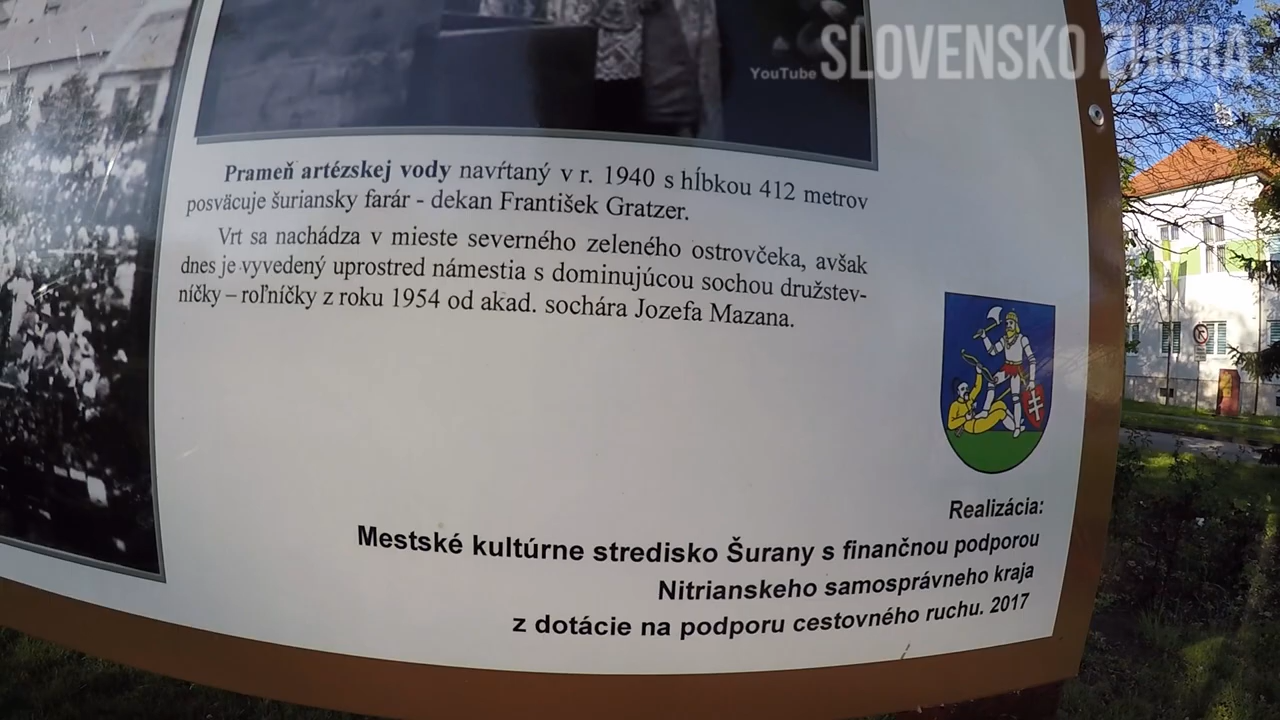 YouTube SLOVENSKO ZHORA
Prameň artézskej vody navŕtaný v r. 1940 s hĺbkou 412 metrov
posväcuje šuriansky farár - dekan František Gratzer.
Vrt sa nachádza v mieste severného zeleného ostrovčeka, avšak
dnes je vyvedený uprostred námestia s dominujúcou sochou družstev-
níčky – roľníčky z roku 1954 od akad. sochára Jozefa Mazana.
Realizácia:
Mestské kultúrne stredisko Šurany s finančnou podporou
Nitrianskeho samosprávneho kraja
z dotácie na podporu cestovného ruchu. 2017